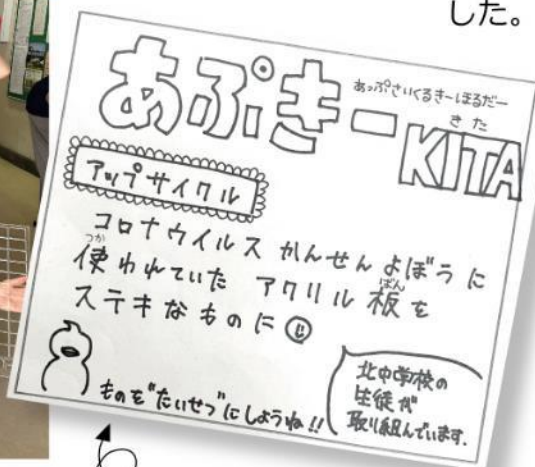 した。
あぷきーKITA
あっぷさいくるきーほるだー
きた
アップサイクル
コロナウイルス かんせん よぼうに
つか
使われていた アクリル 板を
ばん
ステキなものに
ものを"たいせつ"にしようね!!
北中学校の
生徒が
取り組んでいます.